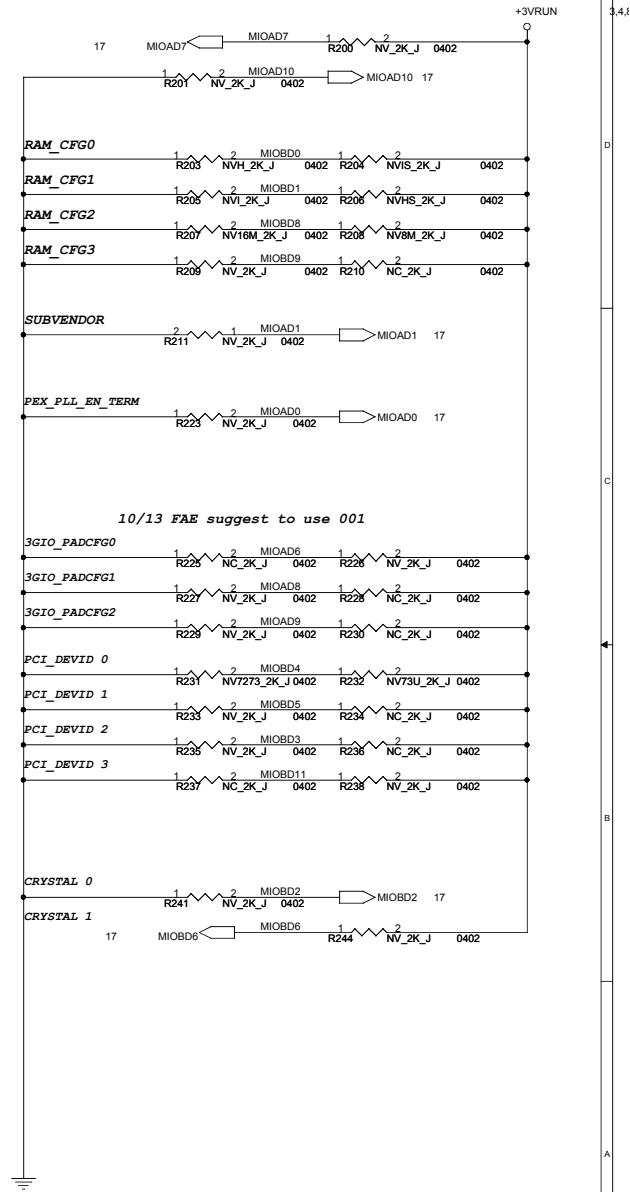 +3VRUN 3,4,8
17 MIOAD7 MIOAD7 1 2 R200 NV_2K_J 0402
1 2 R201 NV_2K_J 0402 MIOAD10 MIOAD10 17
D
RAM_CFG0
1 2 R203 NVH_2K_J 0402 MIOBD0 1 2 R204 NVIS_2K_J 0402
RAM_CFG1
1 2 R205 NVI_2K_J 0402 MIOBD1 1 2 R206 NVHS_2K_J 0402
RAM_CFG2
1 2 R207 NV16M_2K_J 0402 MIOBD8 1 2 R208 NV8M_2K_J 0402
RAM_CFG3
1 2 R209 NV_2K_J 0402 MIOBD9 1 2 R210 NC_2K_J 0402
SUBVENDOR
2 1 R211 NV_2K_J 0402 MIOAD1 MIOAD1 17
PEX_PLL_EN_TERM
1 2 R223 NV_2K_J 0402 MIOAD0 MIOAD0 17
C
10/13 FAE suggest to use 001
3GIO_PADCFG0
1 2 R225 NC_2K_J 0402 MIOAD6 1 2 R226 NV_2K_J 0402
3GIO_PADCFG1
1 2 R227 NV_2K_J 0402 MIOAD8 1 2 R228 NC_2K_J 0402
3GIO_PADCFG2
1 2 R229 NV_2K_J 0402 MIOAD9 1 2 R230 NC_2K_J 0402
PCI_DEVID 0
1 2 R231 NV7273_2K_J 0402 MIOBD4 1 2 R232 NV73U_2K_J 0402
PCI_DEVID 1
1 2 R233 NV_2K_J 0402 MIOBD5 1 2 R234 NC_2K_J 0402
PCI_DEVID 2
1 2 R235 NV_2K_J 0402 MIOBD3 1 2 R236 NC_2K_J 0402
PCI_DEVID 3
1 2 R237 NC_2K_J 0402 MIOBD11 1 2 R238 NV_2K_J 0402
B
CRYSTAL 0
1 2 R241 NV_2K_J 0402 MIOBD2 MIOBD2 17
CRYSTAL 1
17 MIOBD6 MIOBD6 1 2 R244 NV_2K_J 0402
A